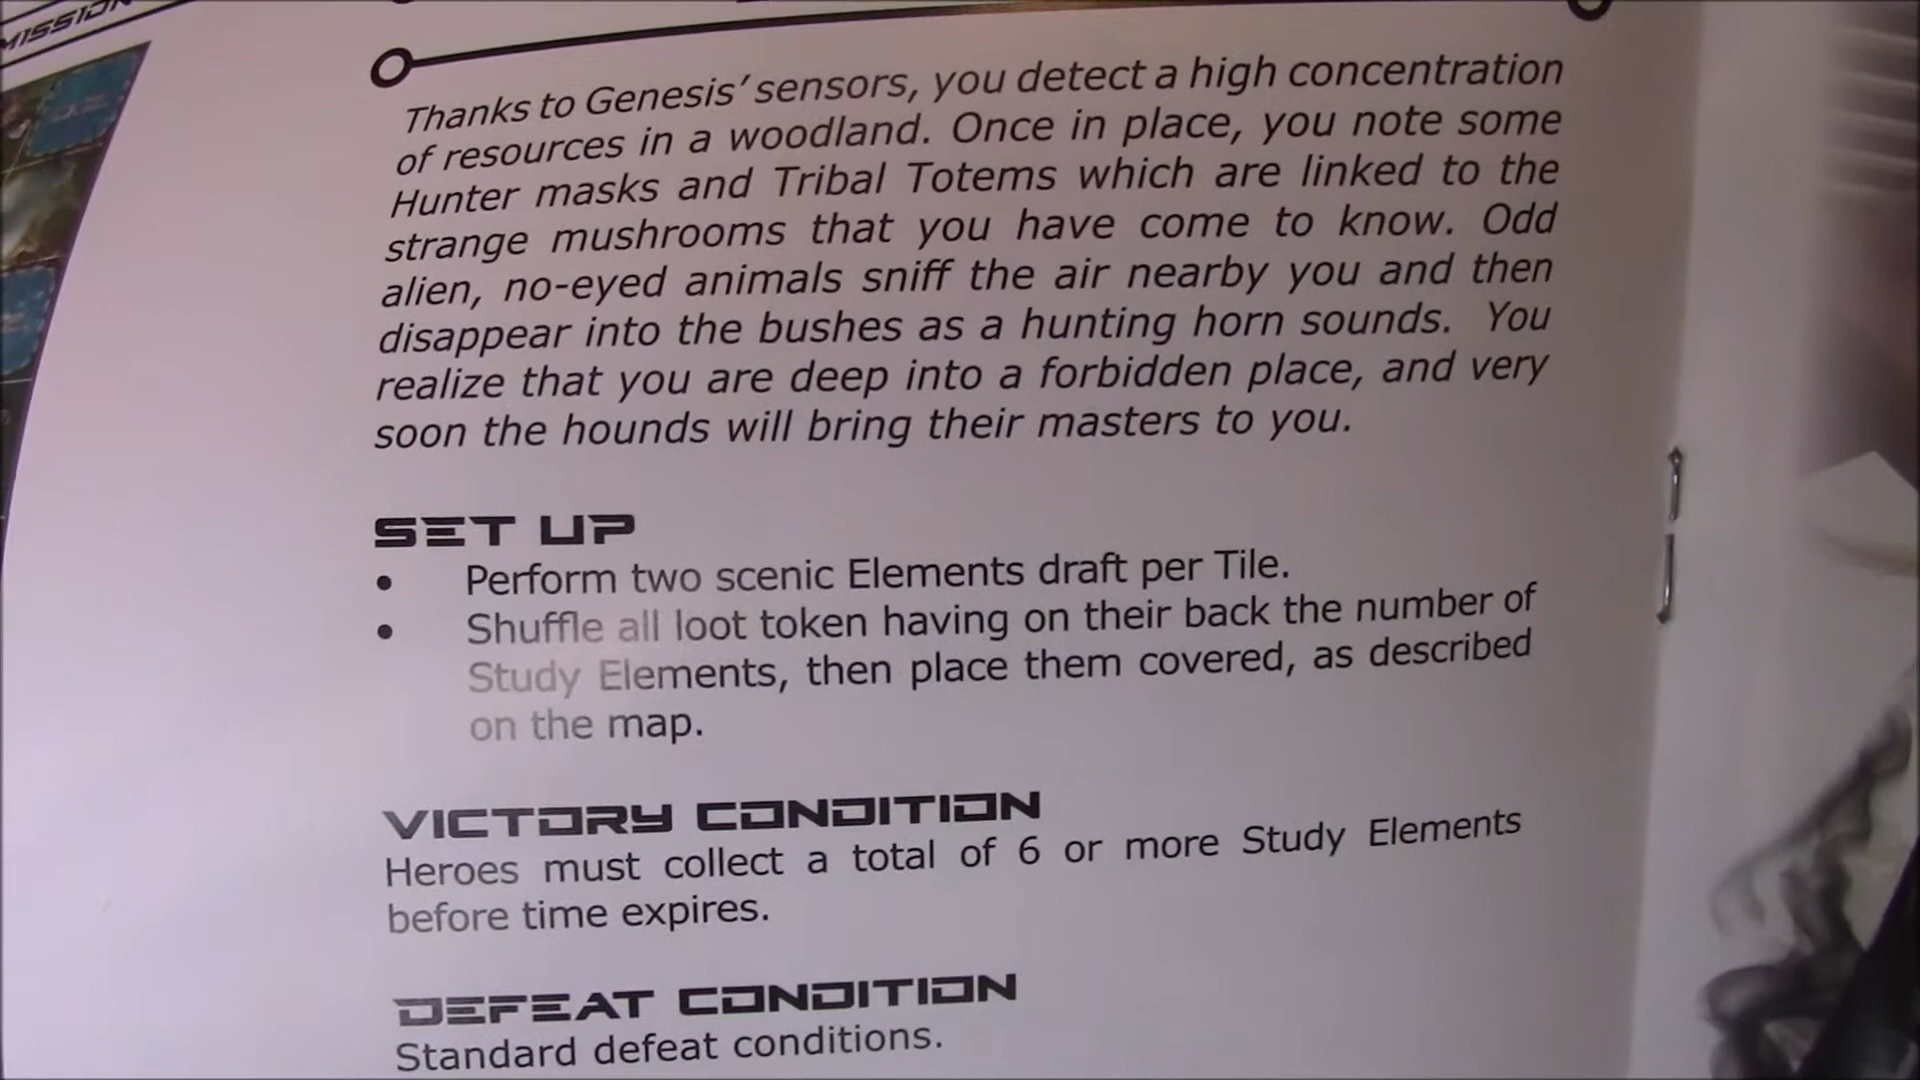 MISSION
Thanks to Genesis’ sensors, you detect a high concentration
of resources in a woodland. Once in place, you note some
Hunter masks and Tribal Totems which are linked to the
strange mushrooms that you have come to know. Odd
alien, no-eyed animals sniff the air nearby you and then
disappear into the bushes as a hunting horn sounds. You
realize that you are deep into a forbidden place, and very
soon the hounds will bring their masters to you.
SET UP
• Perform two scenic Elements draft per Tile.
• Shuffle all loot token having on their back the number of
Study Elements, then place them covered, as described
on the map.
VICTORY CONDITION
Heroes must collect a total of 6 or more Study Elements
before time expires.
DEFEAT CONDITION
Standard defeat conditions.